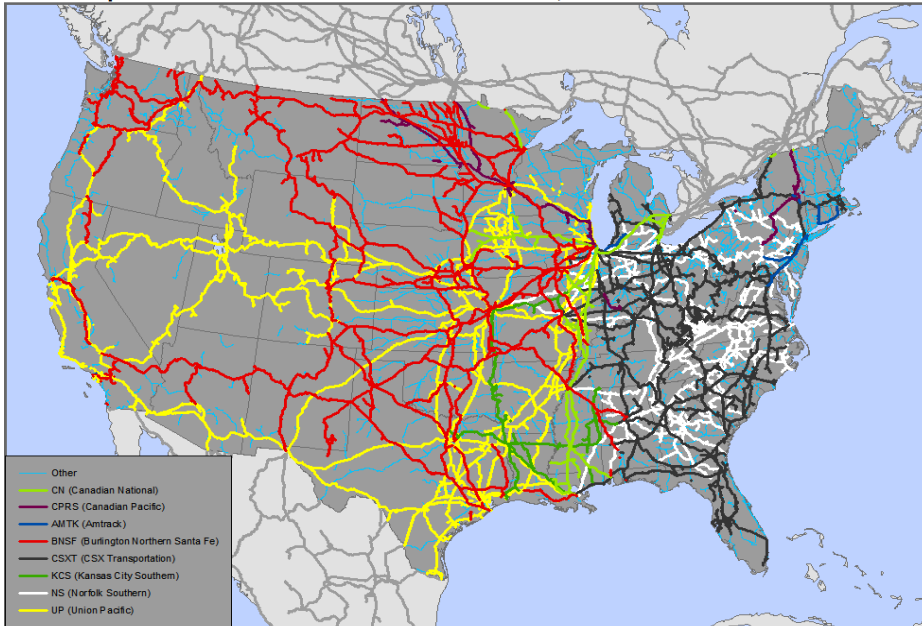 Other
CN (Canadian National)
CPRS (Canadian Pacific)
AMTK (Amtrack)
BNSF (Burlington Northern Santa Fe)
CSXT (CSX Transportation)
KCS (Kansas City Southern)
NS (Norfolk Southern)
UP (Union Pacific)